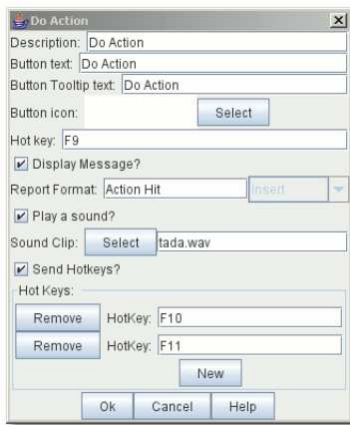 Do Action
Description: Do Action
Button text: Do Action
Button Tooltip text: Do Action
Button icon: Select
Hot key: F9
Display Message?
Report Format: Action Hit Insert
Play a sound?
Sound Clip: Select tada.wav
Send Hotkeys?
Hot Keys:
Remove HotKey: F10
Remove HotKey: F11
New
Ok Cancel Help